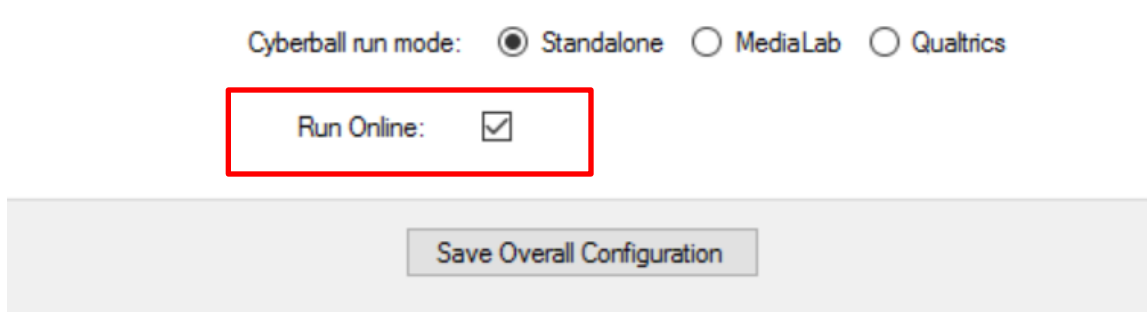 Cyberball run mode: Standalone MediaLab Qualtrics
Run Online:
Save Overall Configuration